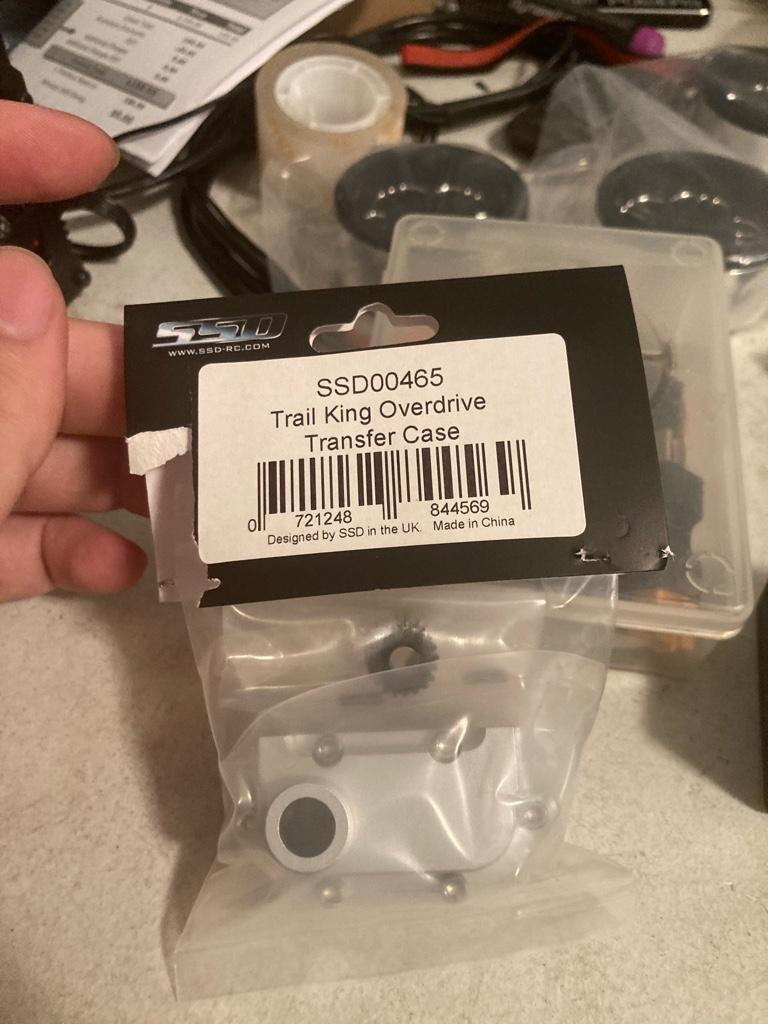 SSD
WWW.SSD-RC.COM
SSD00465
Trail King Overdrive
Transfer Case
0 721248 844569
Designed by SSD in the UK. Made in China